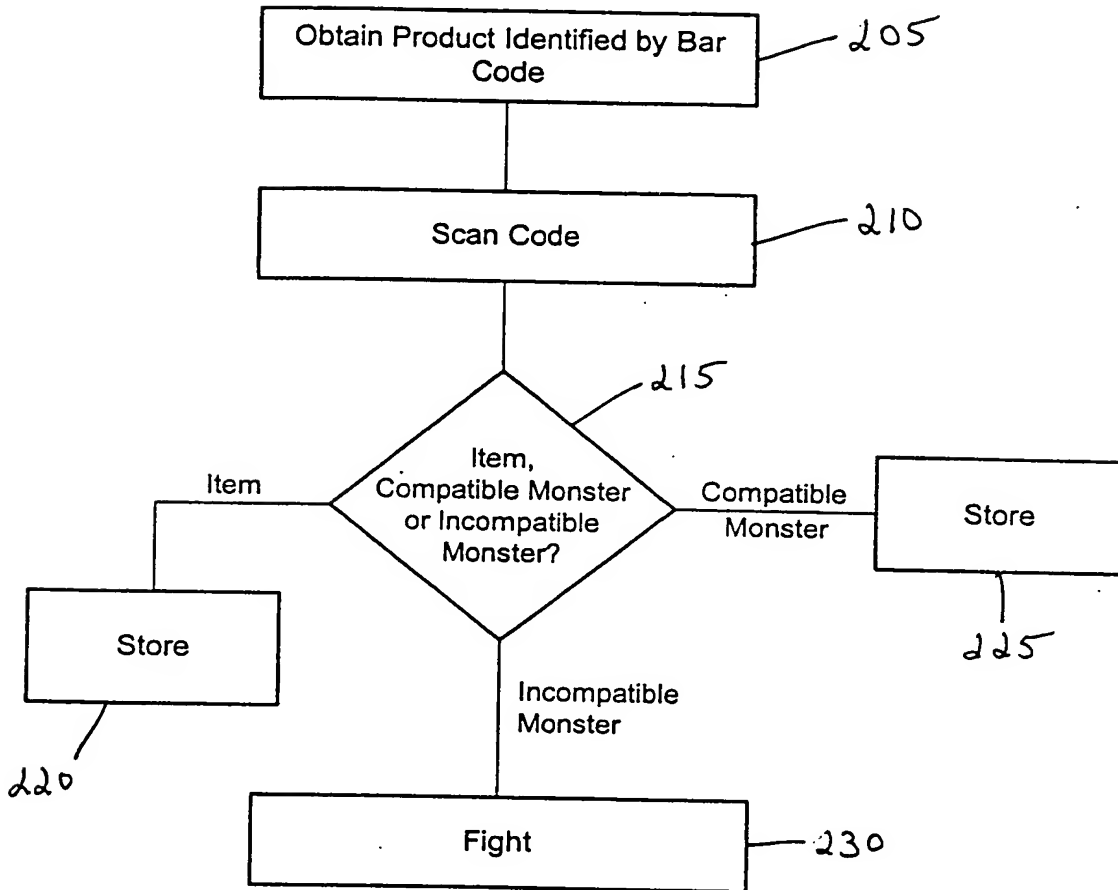 Obtain Product Identified by Bar
Code
205
Scan Code
210
215
Item,
Compatible Monster
or Incompatible
Monster?
Item
Compatible
Monster
Store
225
Store
220
Incompatible
Monster
Fight
230